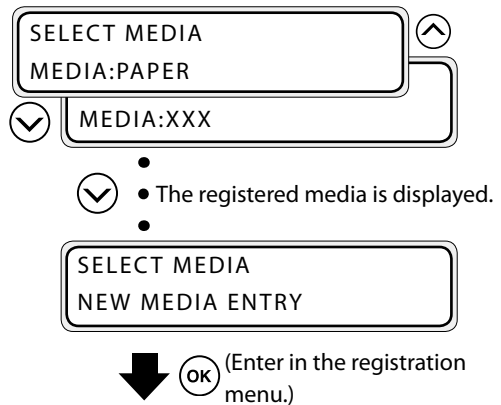 SELECT MEDIA
MEDIA:PAPER
MEDIA:XXX
• The registered media is displayed.
SELECT MEDIA
NEW MEDIA ENTRY
OK
(Enter in the registration
menu.)